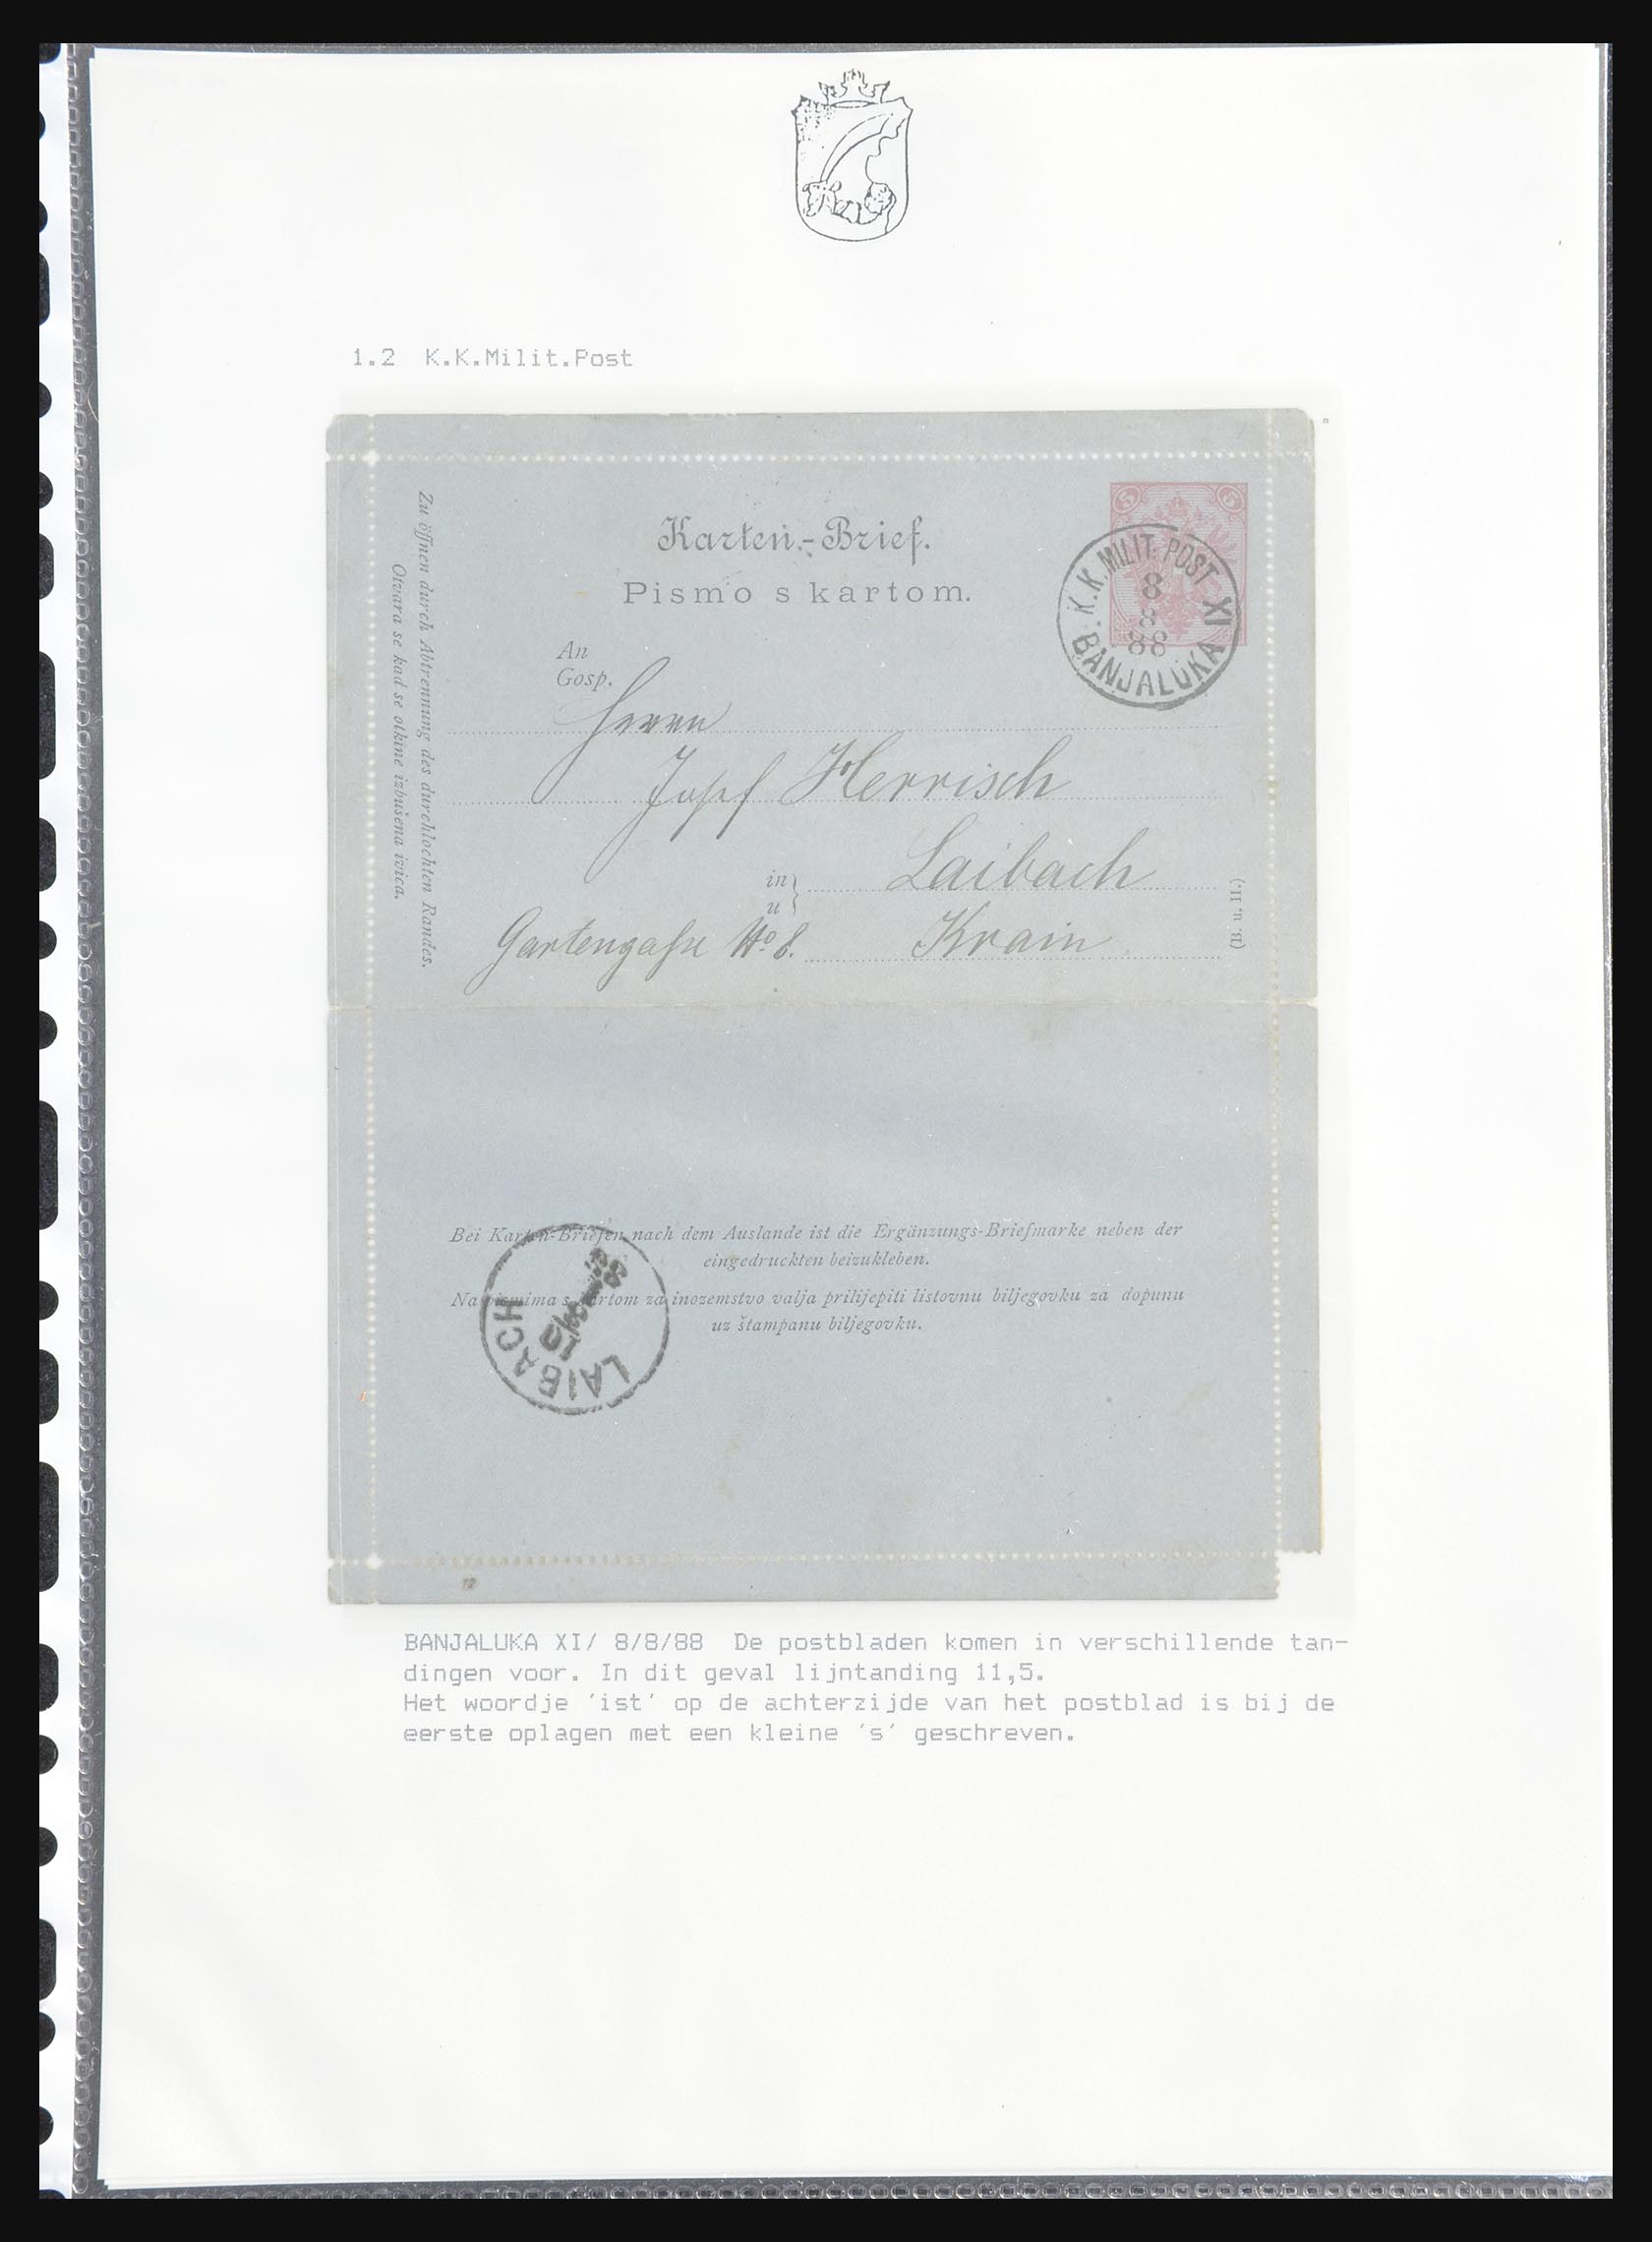 1.2 K.K.Milit.Post
Karten-Brief.
Pismo s kartom.
5 5
K.K. MILIT. POST XI
8
8
88
BANJALUKA
An
Gosp.
Herrn
Josef Herrisch
in
u
Laibach
Gartengasse No 8. Krain
Zu öffnen durch Abtrennung des durchlochten Randes.
Otvara se kad se otkine izbušena ivica.
(B. u. H.)
Bei Karten-Briefen nach dem Auslande ist die Ergänzungs-Briefmarke neben der
eingedruckten beizukleben.
Na pismima s kartom za inozemstvo valja prilijepiti listovnu biljegovku za dopunu
uz štampanu biljegovku.
LAIBACH
12
BANJALUKA XI/ 8/8/88 De postbladen komen in verschillende tan-
dingen voor. In dit geval lijntanding 11,5.
Het woordje 'ist' op de achterzijde van het postblad is bij de
eerste oplagen met een kleine 's' geschreven.